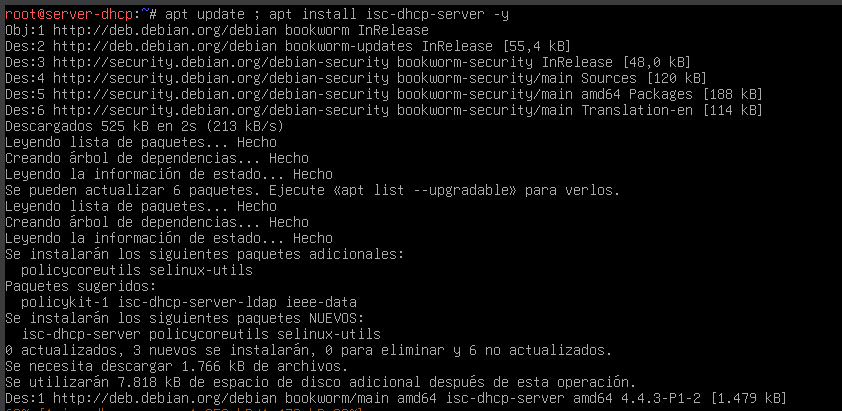 root@server-dhcp:~# apt update ; apt install isc-dhcp-server -y
Obj:1 http://deb.debian.org/debian bookworm InRelease
Des:2 http://deb.debian.org/debian bookworm-updates InRelease [55,4 kB]
Des:3 http://security.debian.org/debian-security bookworm-security InRelease [48,0 kB]
Des:4 http://security.debian.org/debian-security bookworm-security/main Sources [120 kB]
Des:5 http://security.debian.org/debian-security bookworm-security/main amd64 Packages [188 kB]
Des:6 http://security.debian.org/debian-security bookworm-security/main Translation-en [114 kB]
Descargados 525 kB en 2s (213 kB/s)
Leyendo lista de paquetes... Hecho
Creando árbol de dependencias... Hecho
Leyendo la información de estado... Hecho
Se pueden actualizar 6 paquetes. Ejecute «apt list --upgradable» para verlos.
Leyendo lista de paquetes... Hecho
Creando árbol de dependencias... Hecho
Leyendo la información de estado... Hecho
Se instalarán los siguientes paquetes adicionales:
  policycoreutils selinux-utils
Paquetes sugeridos:
  policykit-1 isc-dhcp-server-ldap ieee-data
Se instalarán los siguientes paquetes NUEVOS:
  isc-dhcp-server policycoreutils selinux-utils
0 actualizados, 3 nuevos se instalarán, 0 para eliminar y 6 no actualizados.
Se necesita descargar 1.766 kB de archivos.
Se utilizarán 7.818 kB de espacio de disco adicional después de esta operación.
Des:1 http://deb.debian.org/debian bookworm/main amd64 isc-dhcp-server amd64 4.4.3-P1-2 [1.479 kB]